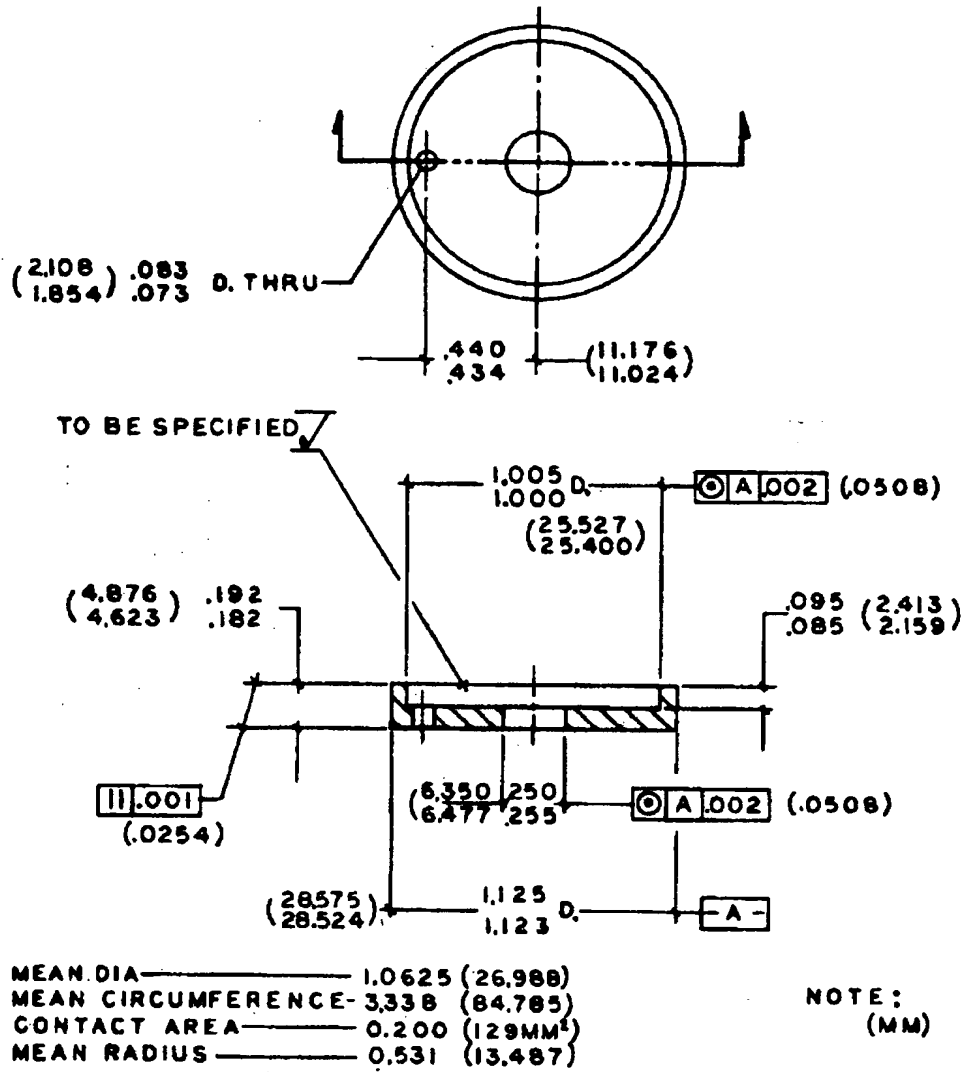 (2.108 .083 D. THRU
1.854) .073
.440 (11.176
.434 11.024)
TO BE SPECIFIED
1.005 D.
1.000
(25.527
25.400)
◎ A .002 (.0508)
(4.876 .192
4.623) .182
.095 (2.413
.085 2.159)
|| .001
(.0254)
(6.350 .250
6.477 .255
◎ A .002 (.0508)
(28.575
28.524)
1.125 D.
1.123
- A -
MEAN DIA 1.0625 (26.988)
MEAN CIRCUMFERENCE 3.338 (84.785)
CONTACT AREA 0.200 (129MM²)
MEAN RADIUS 0.531 (13.487)
NOTE:
(MM)